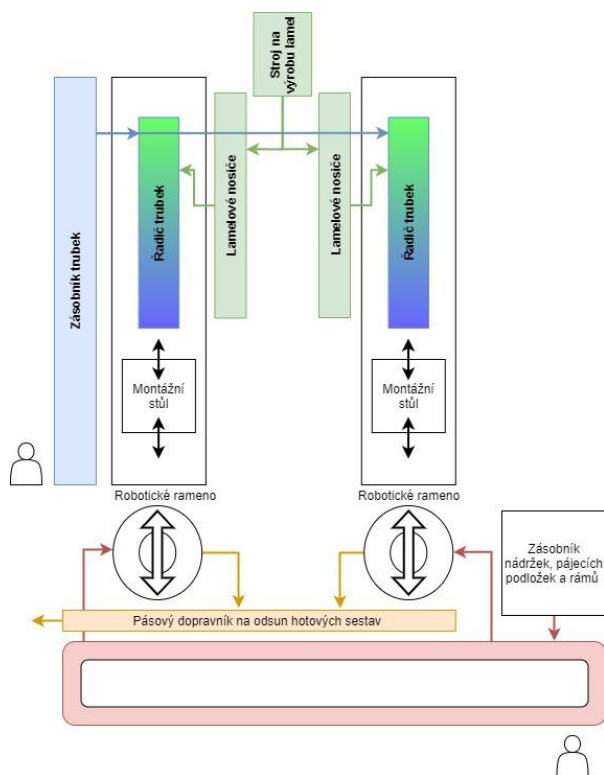 Stroj na
výrobu lamel
Zásobník trubek
Řadič trubek
Lamelové nosiče
Lamelové nosiče
Řadič trubek
Montážní
stůl
Montážní
stůl
Robotické rameno
Robotické rameno
Zásobník
nádržek, pájecích
podložek a rámů
Pásový dopravník na odsun hotových sestav